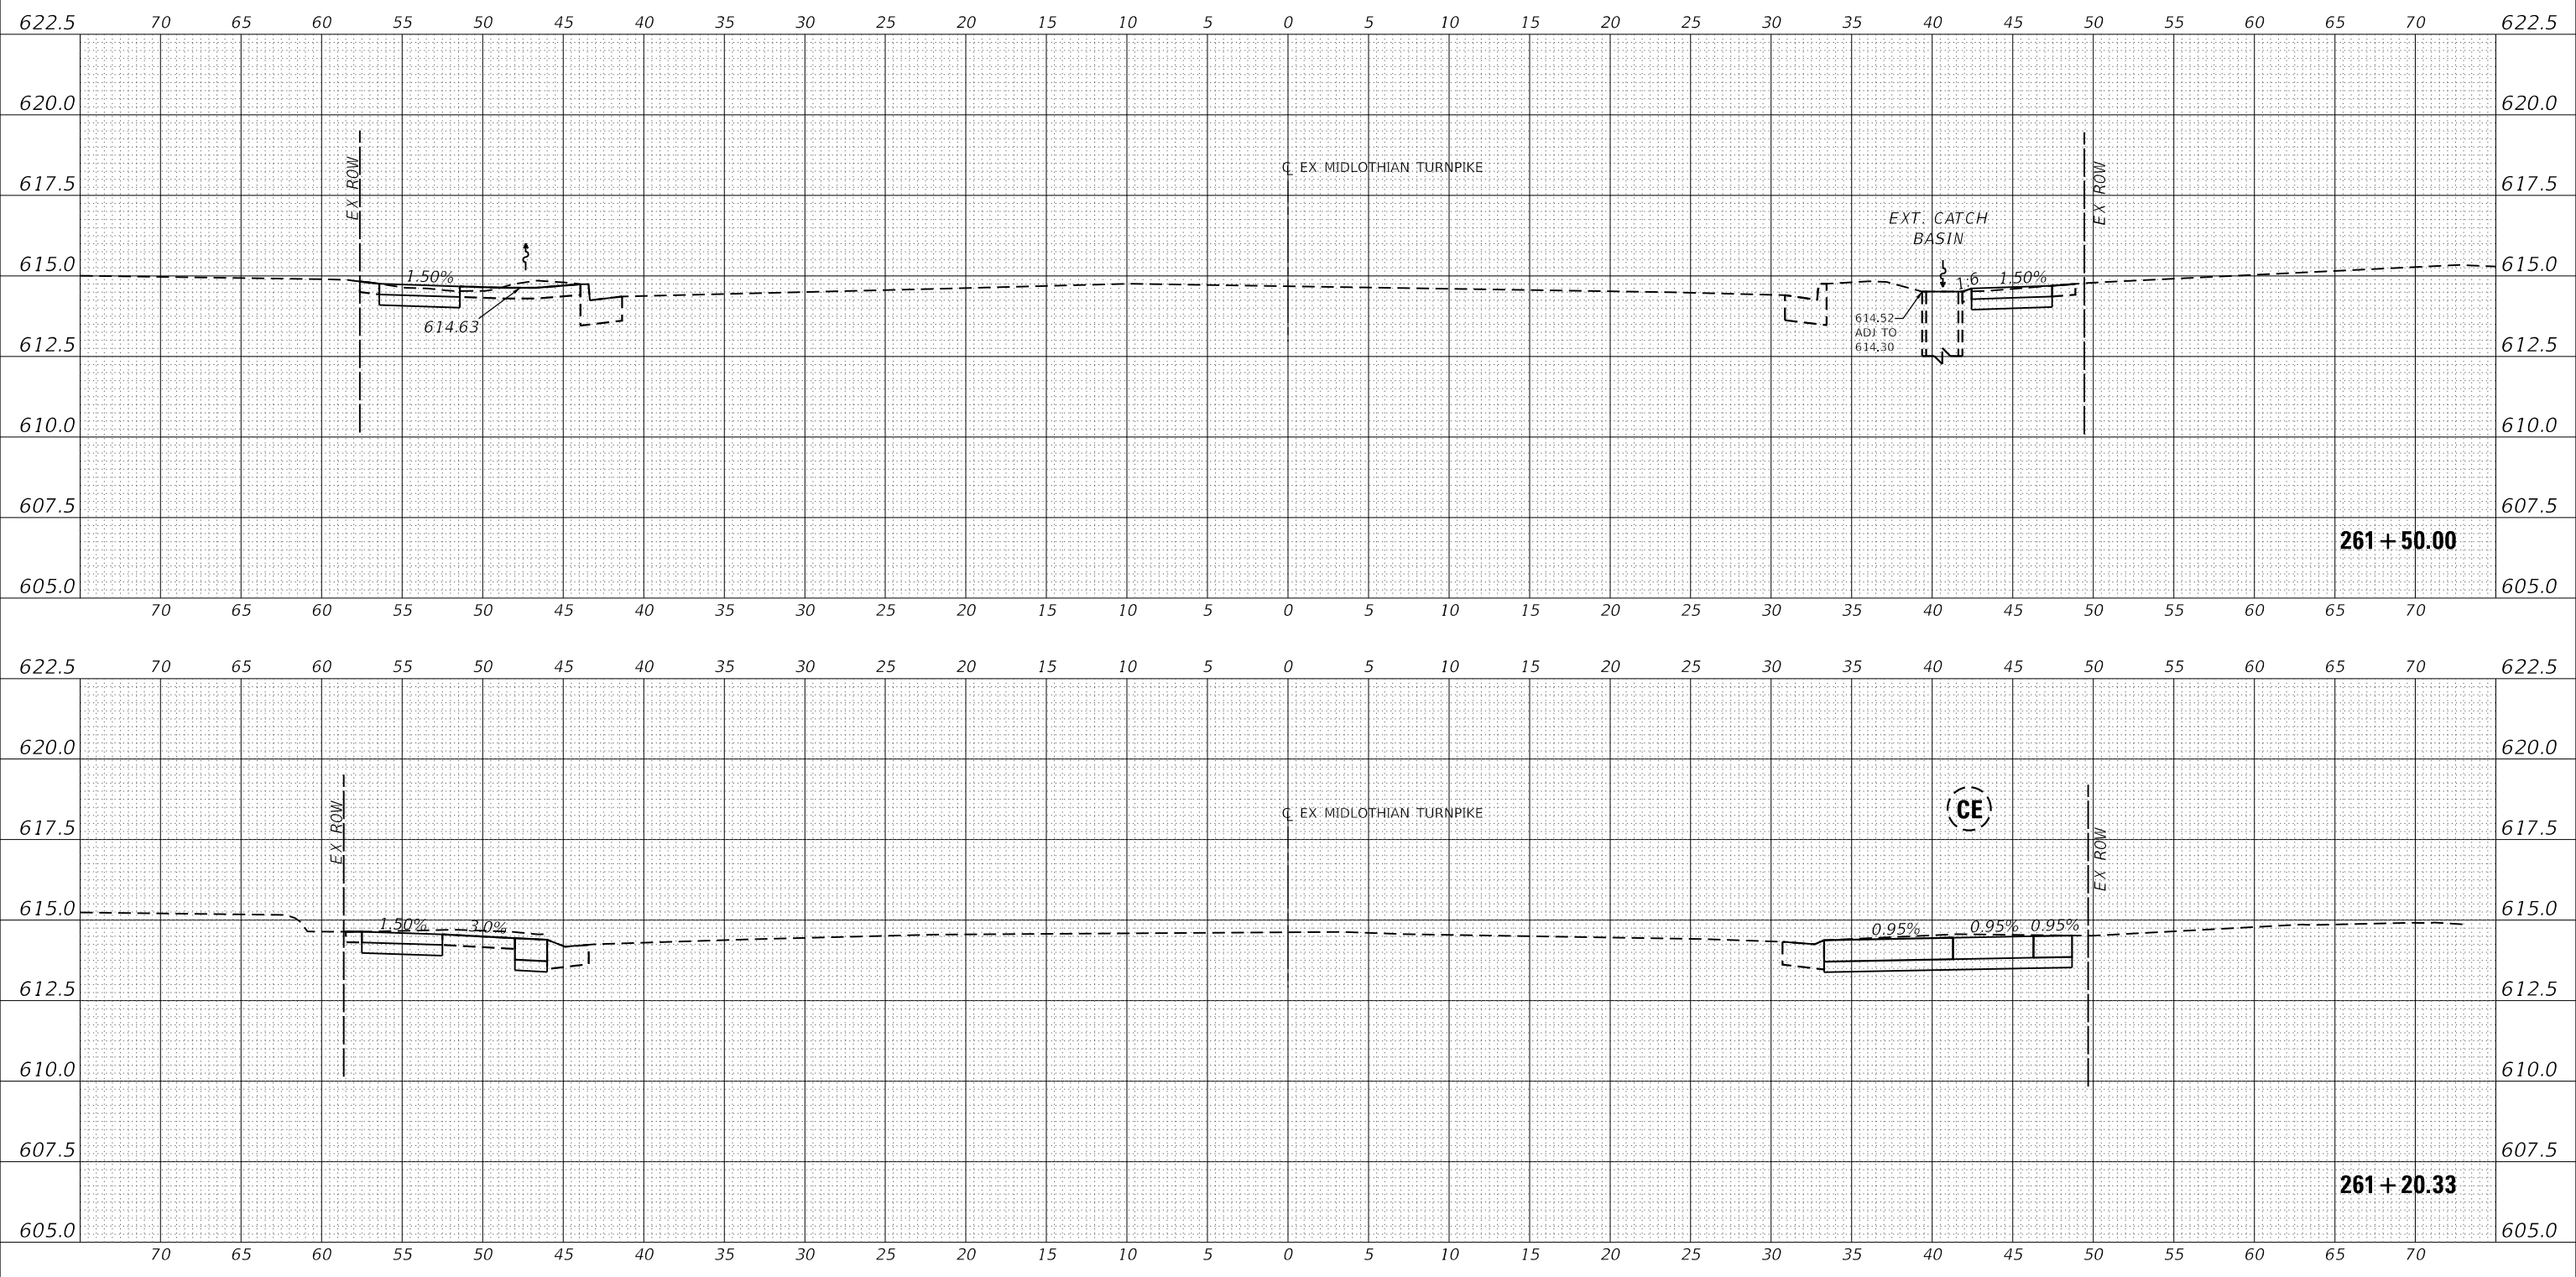 622.5 70 65 60 55 50 45 40 35 30 25 20 15 10 5 0 5 10 15 20 25 30 35 40 45 50 55 60 65 70 622.5
620.0 620.0
℄ EX MIDLOTHIAN TURNPIKE
EX ROW
EX ROW
617.5 617.5
EXT. CATCH
BASIN
615.0 1.50% 1:6 1.50% 615.0
614.63
614.52
ADJ TO
614.30
612.5 612.5
610.0 610.0
607.5 607.5
261+50.00
605.0 605.0
70 65 60 55 50 45 40 35 30 25 20 15 10 5 0 5 10 15 20 25 30 35 40 45 50 55 60 65 70
622.5 70 65 60 55 50 45 40 35 30 25 20 15 10 5 0 5 10 15 20 25 30 35 40 45 50 55 60 65 70 622.5
620.0 620.0
CE
℄ EX MIDLOTHIAN TURNPIKE
617.5 617.5
EX ROW
EX ROW
615.0 615.0
1.50% 3.0% 0.95% 0.95% 0.95%
612.5 612.5
610.0 610.0
607.5 607.5
261+20.33
605.0 605.0
70 65 60 55 50 45 40 35 30 25 20 15 10 5 0 5 10 15 20 25 30 35 40 45 50 55 60 65 70